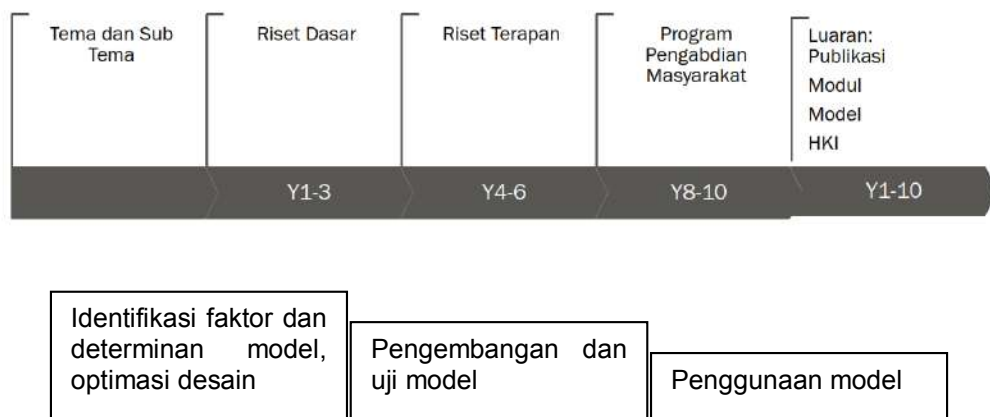 Tema dan Sub
Tema
Riset Dasar
Riset Terapan
Program
Pengabdian
Masyarakat
Luaran:
Publikasi
Modul
Model
HKI
Y1-3
Y4-6
Y8-10
Y1-10
Identifikasi faktor dan
determinan model,
optimasi desain
Pengembangan dan
uji model
Penggunaan model